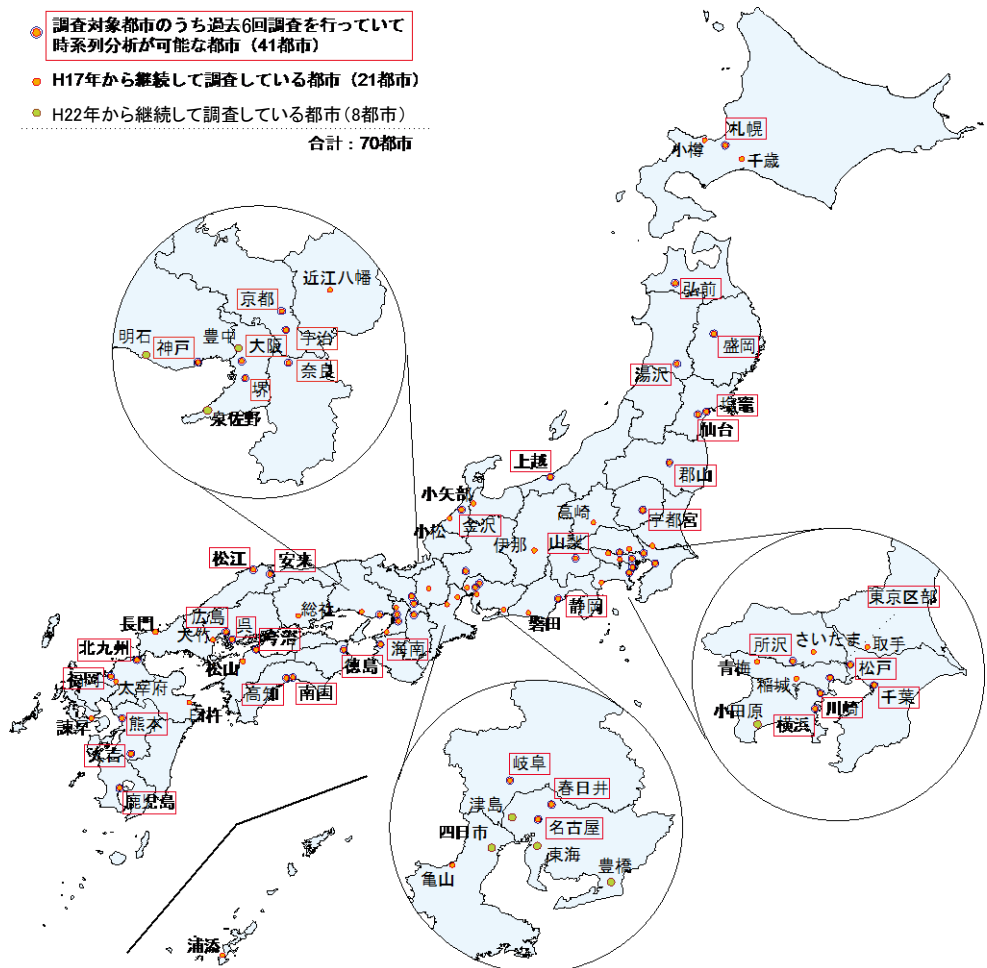 調査対象都市のうち過去6回調査を行っていて
時系列分析が可能な都市（41都市）
H17年から継続して調査している都市（21都市）
H22年から継続して調査している都市（8都市）
合計：70都市
札幌
小樽
千歳
弘前
盛岡
湯沢
塩竈
仙台
郡山
宇都宮
上越
小矢部
金沢
小松
高崎
伊那
山梨
静岡
磐田
近江八幡
京都
宇治
明石
神戸
豊中
大阪
奈良
堺
泉佐野
松江
安来
広島
呉
大竹
総社
長門
北九州
松山
徳島
海南
福岡
太宰府
高知
南国
臼杵
諫早
熊本
人吉
鹿児島
浦添
東京区部
所沢
さいたま
取手
青梅
松戸
稲城
千葉
小田原
川崎
横浜
岐阜
春日井
津島
名古屋
四日市
東海
亀山
豊橋